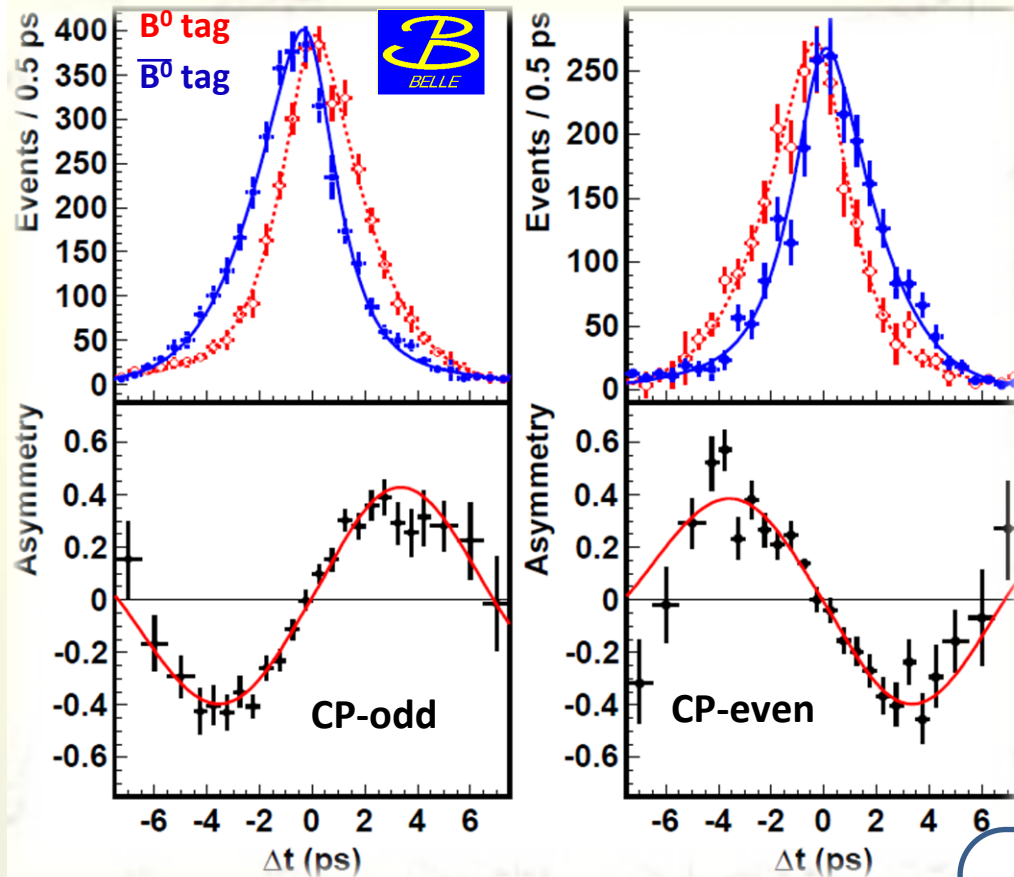 B⁰ tag
B̅⁰ tag
B
BELLE
Events / 0.5 ps
400
350
300
250
200
150
100
50
0
Events / 0.5 ps
250
200
150
100
50
0
Asymmetry
0.6
0.4
0.2
0
-0.2
-0.4
-0.6
CP-odd
-6 -4 -2 0 2 4 6
Δt (ps)
Asymmetry
0.6
0.4
0.2
0
-0.2
-0.4
-0.6
CP-even
-6 -4 -2 0 2 4 6
Δt (ps)